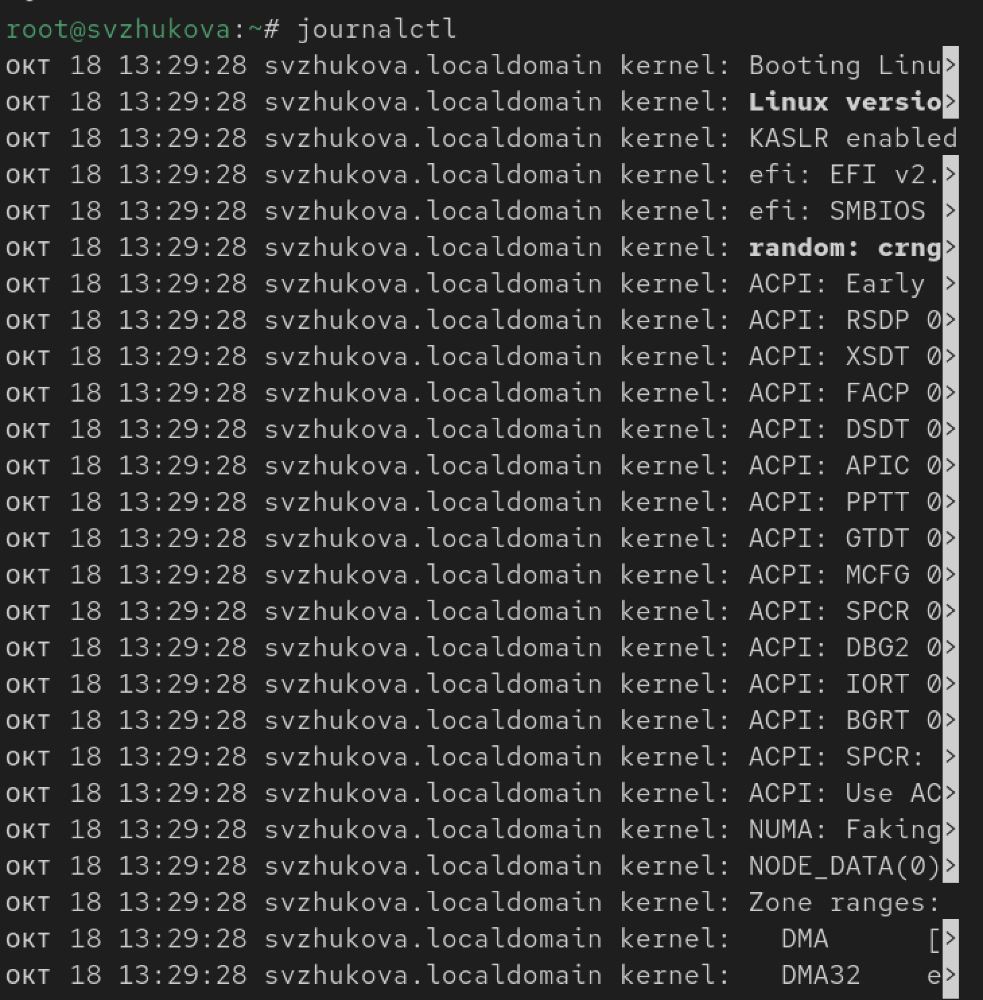 root@svzhukova:~# journalctl
окт 18 13:29:28 svzhukova.localdomain kernel: Booting Linu>
окт 18 13:29:28 svzhukova.localdomain kernel: Linux versio>
окт 18 13:29:28 svzhukova.localdomain kernel: KASLR enabled
окт 18 13:29:28 svzhukova.localdomain kernel: efi: EFI v2.>
окт 18 13:29:28 svzhukova.localdomain kernel: efi: SMBIOS >
окт 18 13:29:28 svzhukova.localdomain kernel: random: crng>
окт 18 13:29:28 svzhukova.localdomain kernel: ACPI: Early >
окт 18 13:29:28 svzhukova.localdomain kernel: ACPI: RSDP 0>
окт 18 13:29:28 svzhukova.localdomain kernel: ACPI: XSDT 0>
окт 18 13:29:28 svzhukova.localdomain kernel: ACPI: FACP 0>
окт 18 13:29:28 svzhukova.localdomain kernel: ACPI: DSDT 0>
окт 18 13:29:28 svzhukova.localdomain kernel: ACPI: APIC 0>
окт 18 13:29:28 svzhukova.localdomain kernel: ACPI: PPTT 0>
окт 18 13:29:28 svzhukova.localdomain kernel: ACPI: GTDT 0>
окт 18 13:29:28 svzhukova.localdomain kernel: ACPI: MCFG 0>
окт 18 13:29:28 svzhukova.localdomain kernel: ACPI: SPCR 0>
окт 18 13:29:28 svzhukova.localdomain kernel: ACPI: DBG2 0>
окт 18 13:29:28 svzhukova.localdomain kernel: ACPI: IORT 0>
окт 18 13:29:28 svzhukova.localdomain kernel: ACPI: BGRT 0>
окт 18 13:29:28 svzhukova.localdomain kernel: ACPI: SPCR: >
окт 18 13:29:28 svzhukova.localdomain kernel: ACPI: Use AC>
окт 18 13:29:28 svzhukova.localdomain kernel: NUMA: Faking>
окт 18 13:29:28 svzhukova.localdomain kernel: NODE_DATA(0)>
окт 18 13:29:28 svzhukova.localdomain kernel: Zone ranges:
окт 18 13:29:28 svzhukova.localdomain kernel:   DMA      [>
окт 18 13:29:28 svzhukova.localdomain kernel:   DMA32    e>